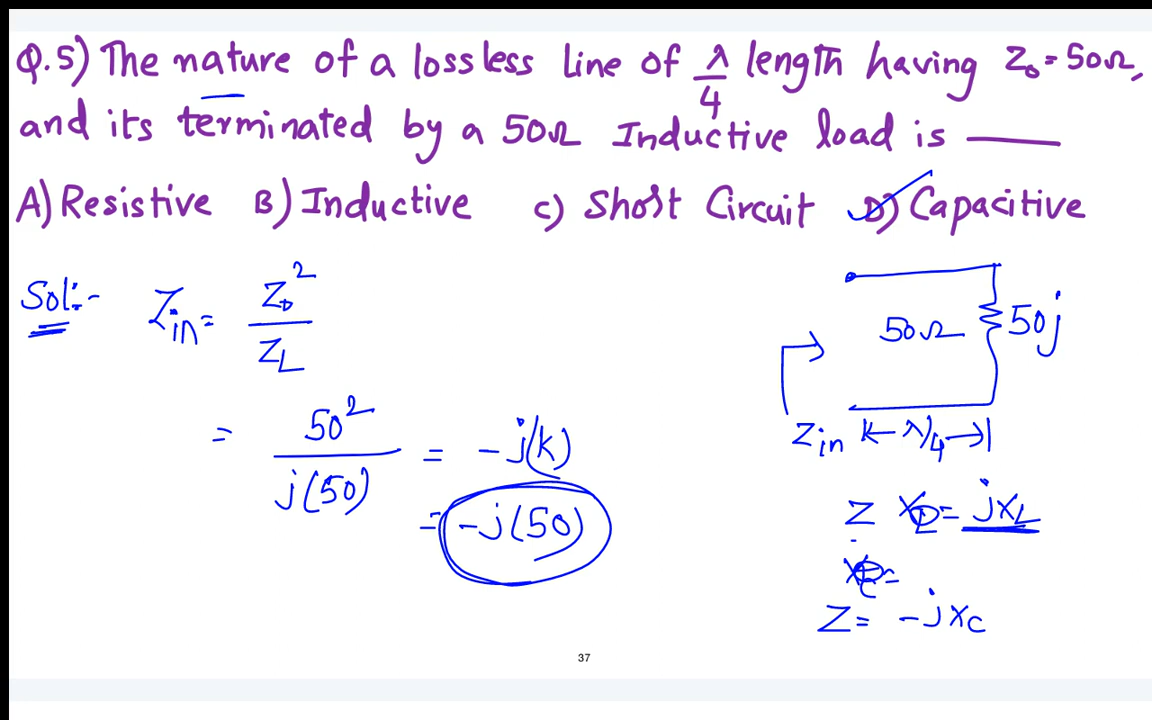 Q.5) The nature of a lossless line of λ/4 length having Z₀ = 50Ω,
and its terminated by a 50Ω Inductive load is ____
A) Resistive B) Inductive C) Short Circuit D) Capacitive
Sol:-
Zin = Z₀²/ZL
= 50²/j(50) = -j(k)
= -j(50)
50Ω 50j
Zin λ/4
Z = jXL
Z = -jXC
37